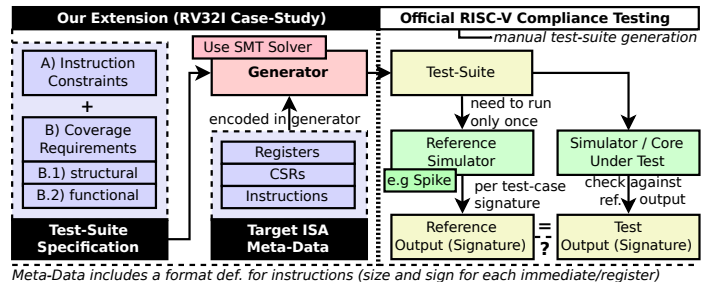 Our Extension (RV32I Case-Study)
Official RISC-V Compliance Testing
manual test-suite generation
Use SMT Solver
Generator
A) Instruction
Constraints
+
B) Coverage
Requirements
B.1) structural
B.2) functional
Test-Suite
Specification
encoded in generator
Registers
CSRs
Instructions
Target ISA
Meta-Data
Test-Suite
need to run
only once
Reference
Simulator
e.g Spike
per test-case
signature
Reference
Output (Signature)
Simulator / Core
Under Test
check against
ref. output
=
?
Test
Output (Signature)
Meta-Data includes a format def. for instructions (size and sign for each immediate/register)